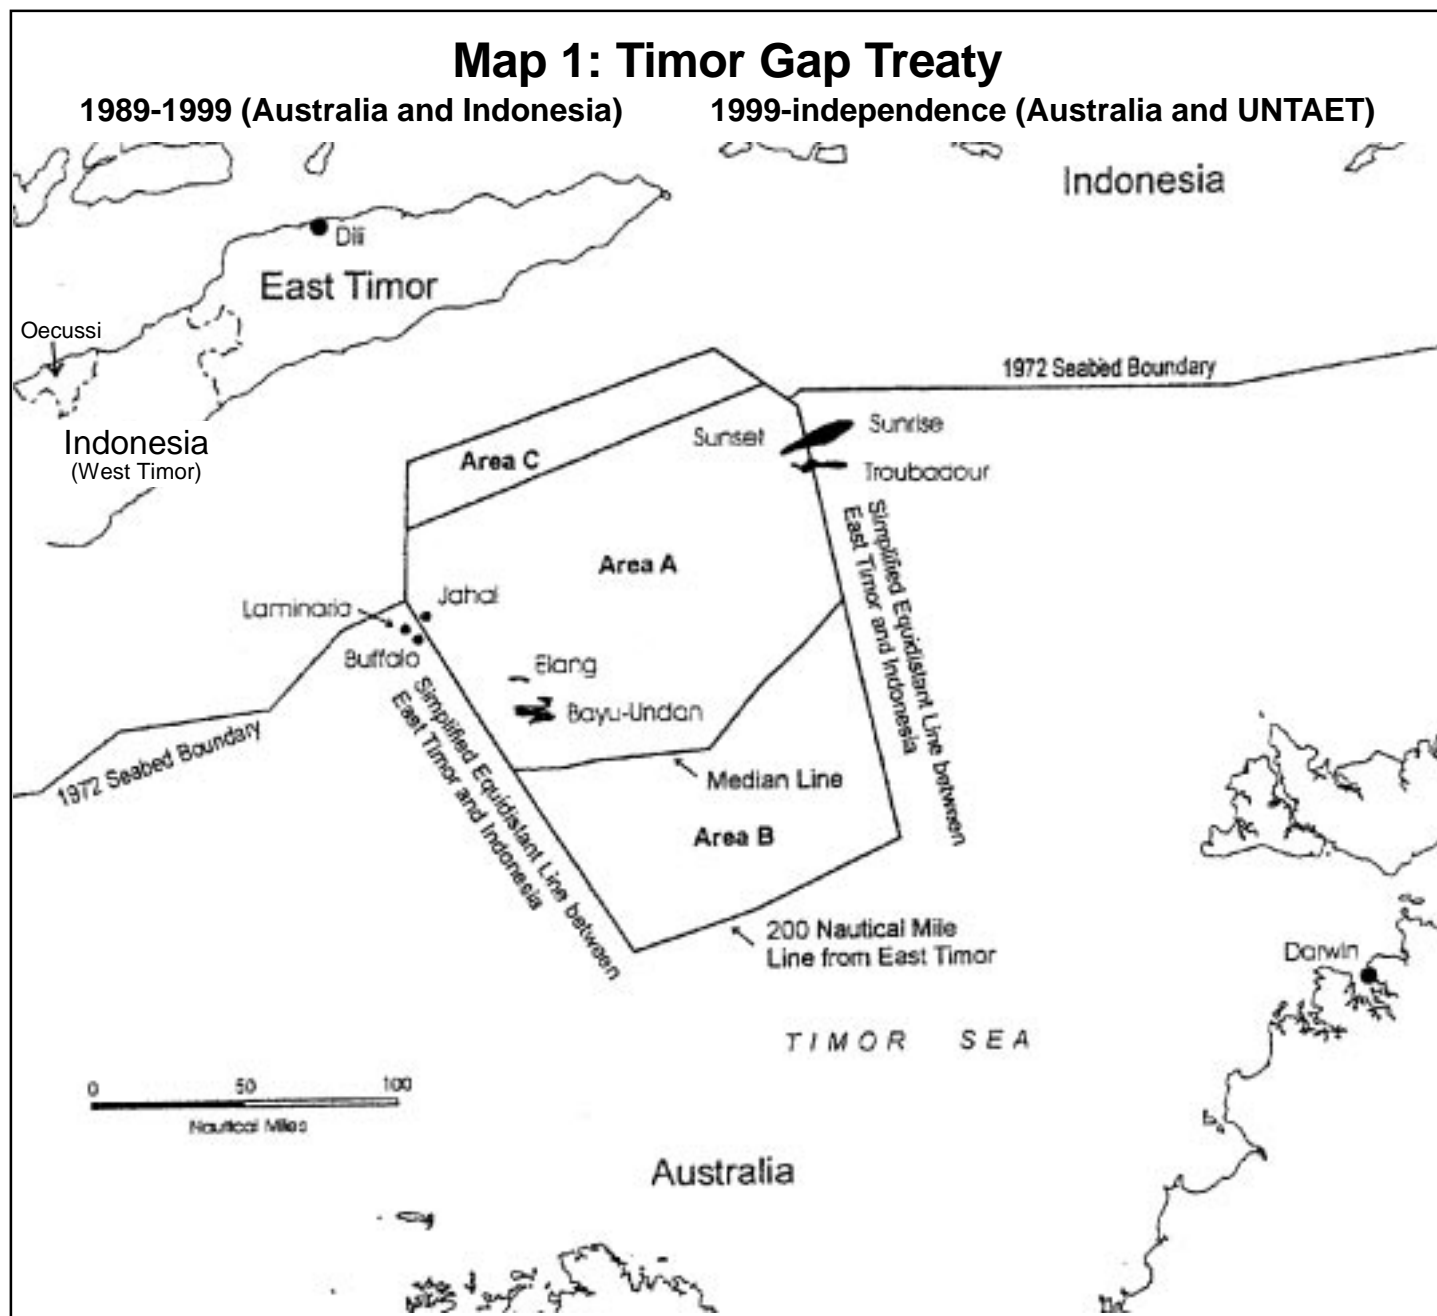 Map 1: Timor Gap Treaty
1989-1999 (Australia and Indonesia)
1999-independence (Australia and UNTAET)
Indonesia
Dili
East Timor
Oecussi
1972 Seabed Boundary
Indonesia
(West Timor)
Sunset
Sunrise
Area C
Troubadour
Simplified Equidistant Line between
East Timor and Indonesia
Area A
Jahal
Laminaria
Buffalo
Elang
Bayu-Undan
Simplified Equidistant Line between
East Timor and Indonesia
1972 Seabed Boundary
Median Line
Area B
200 Nautical Mile
Line from East Timor
Darwin
TIMOR SEA
0 50 100
Nautical Miles
Australia